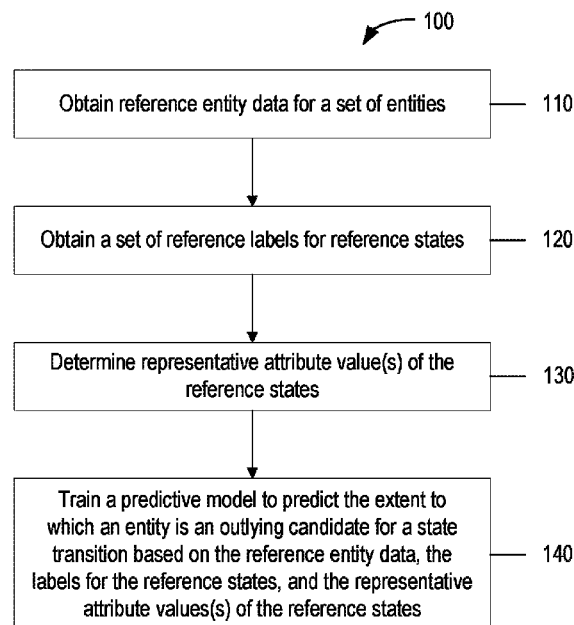 100
Obtain reference entity data for a set of entities
110
Obtain a set of reference labels for reference states
120
Determine representative attribute value(s) of the
reference states
130
Train a predictive model to predict the extent to
which an entity is an outlying candidate for a state
transition based on the reference entity data, the
labels for the reference states, and the representative
attribute values(s) of the reference states
140